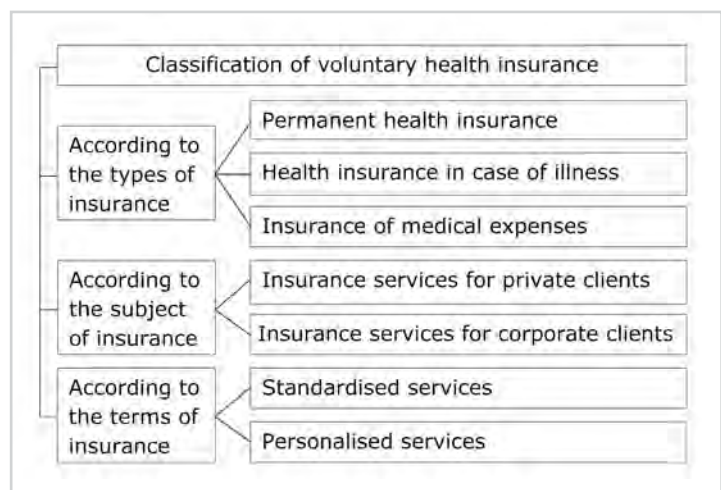 Classification of voluntary health insurance
According to
the types of
insurance
Permanent health insurance
Health insurance in case of illness
Insurance of medical expenses
According to
the subject
of insurance
Insurance services for private clients
Insurance services for corporate clients
According to
the terms of
insurance
Standardised services
Personalised services